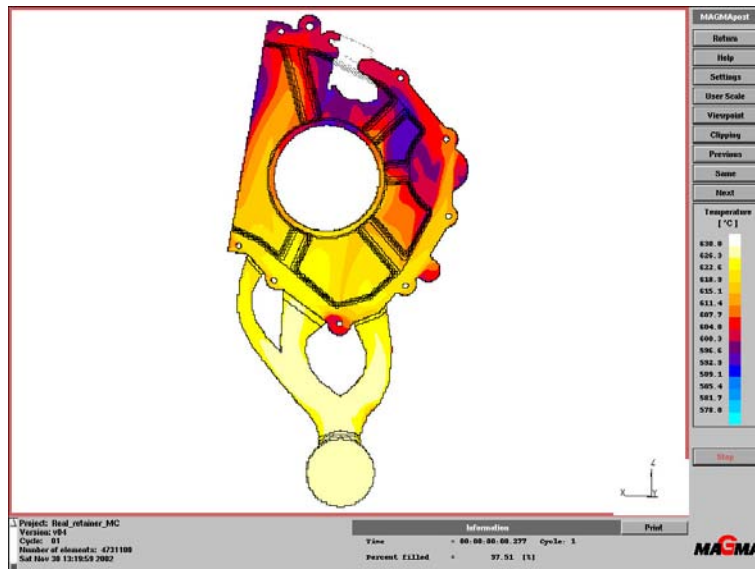 MAGMApost
Return
Help
Settings
User Scale
Viewpoint
Clipping
Previous
Same
Next
Temperature
[ °C]
630.0
626.3
622.6
618.9
615.1
611.4
607.7
604.0
600.3
596.6
592.9
589.1
585.4
581.7
578.0
Stop
Z
X Y
Project: Real_retainer_MC
Version: v04
Cycle: 01
Number of elements: 4731100
Sat Nov 30 13:19:59 2002
Information
Print
Time = 00:00:00:00.277 Cycle: 1
Percent filled = 97.51 [%]
MAGMA